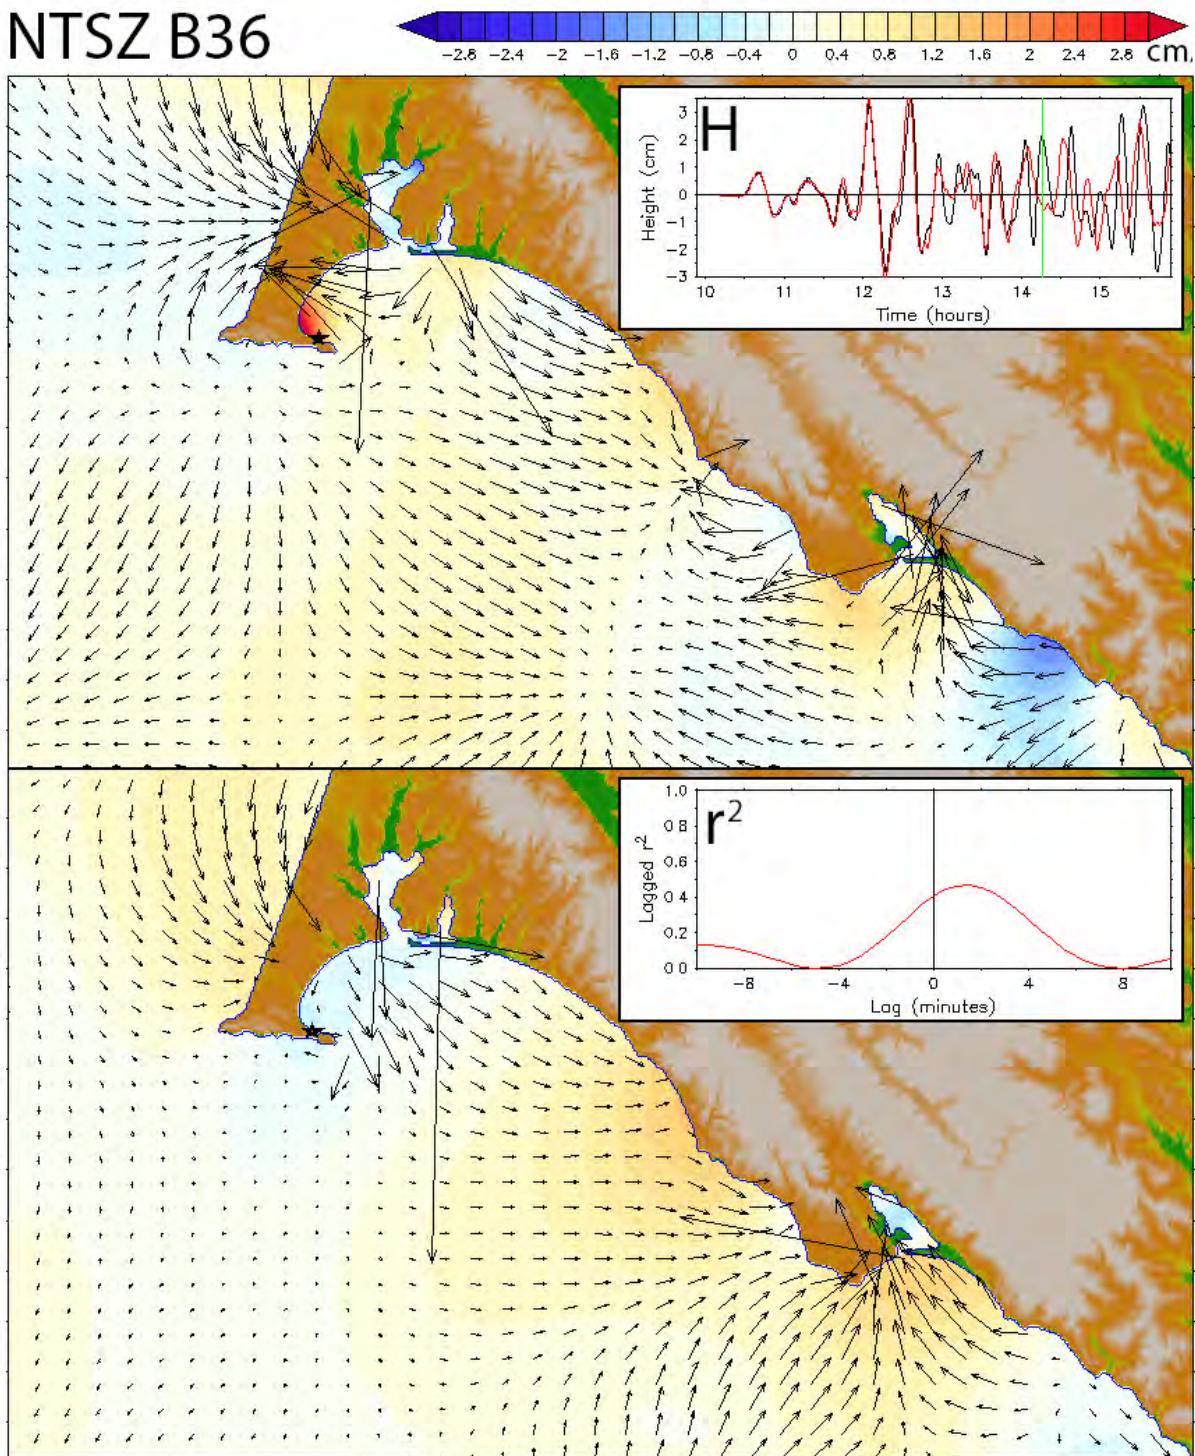 NTSZ B36
−2.8 −2.4 −2 −1.6 −1.2 −0.8 −0.4 0 0.4 0.8 1.2 1.6 2 2.4 2.8 cm
H
Height (cm)
3
2
1
0
−1
−2
−3
10 11 12 13 14 15
Time (hours)
r²
Lagged r²
1.0
0.8
0.6
0.4
0.2
0.0
−8 −4 0 4 8
Lag (minutes)